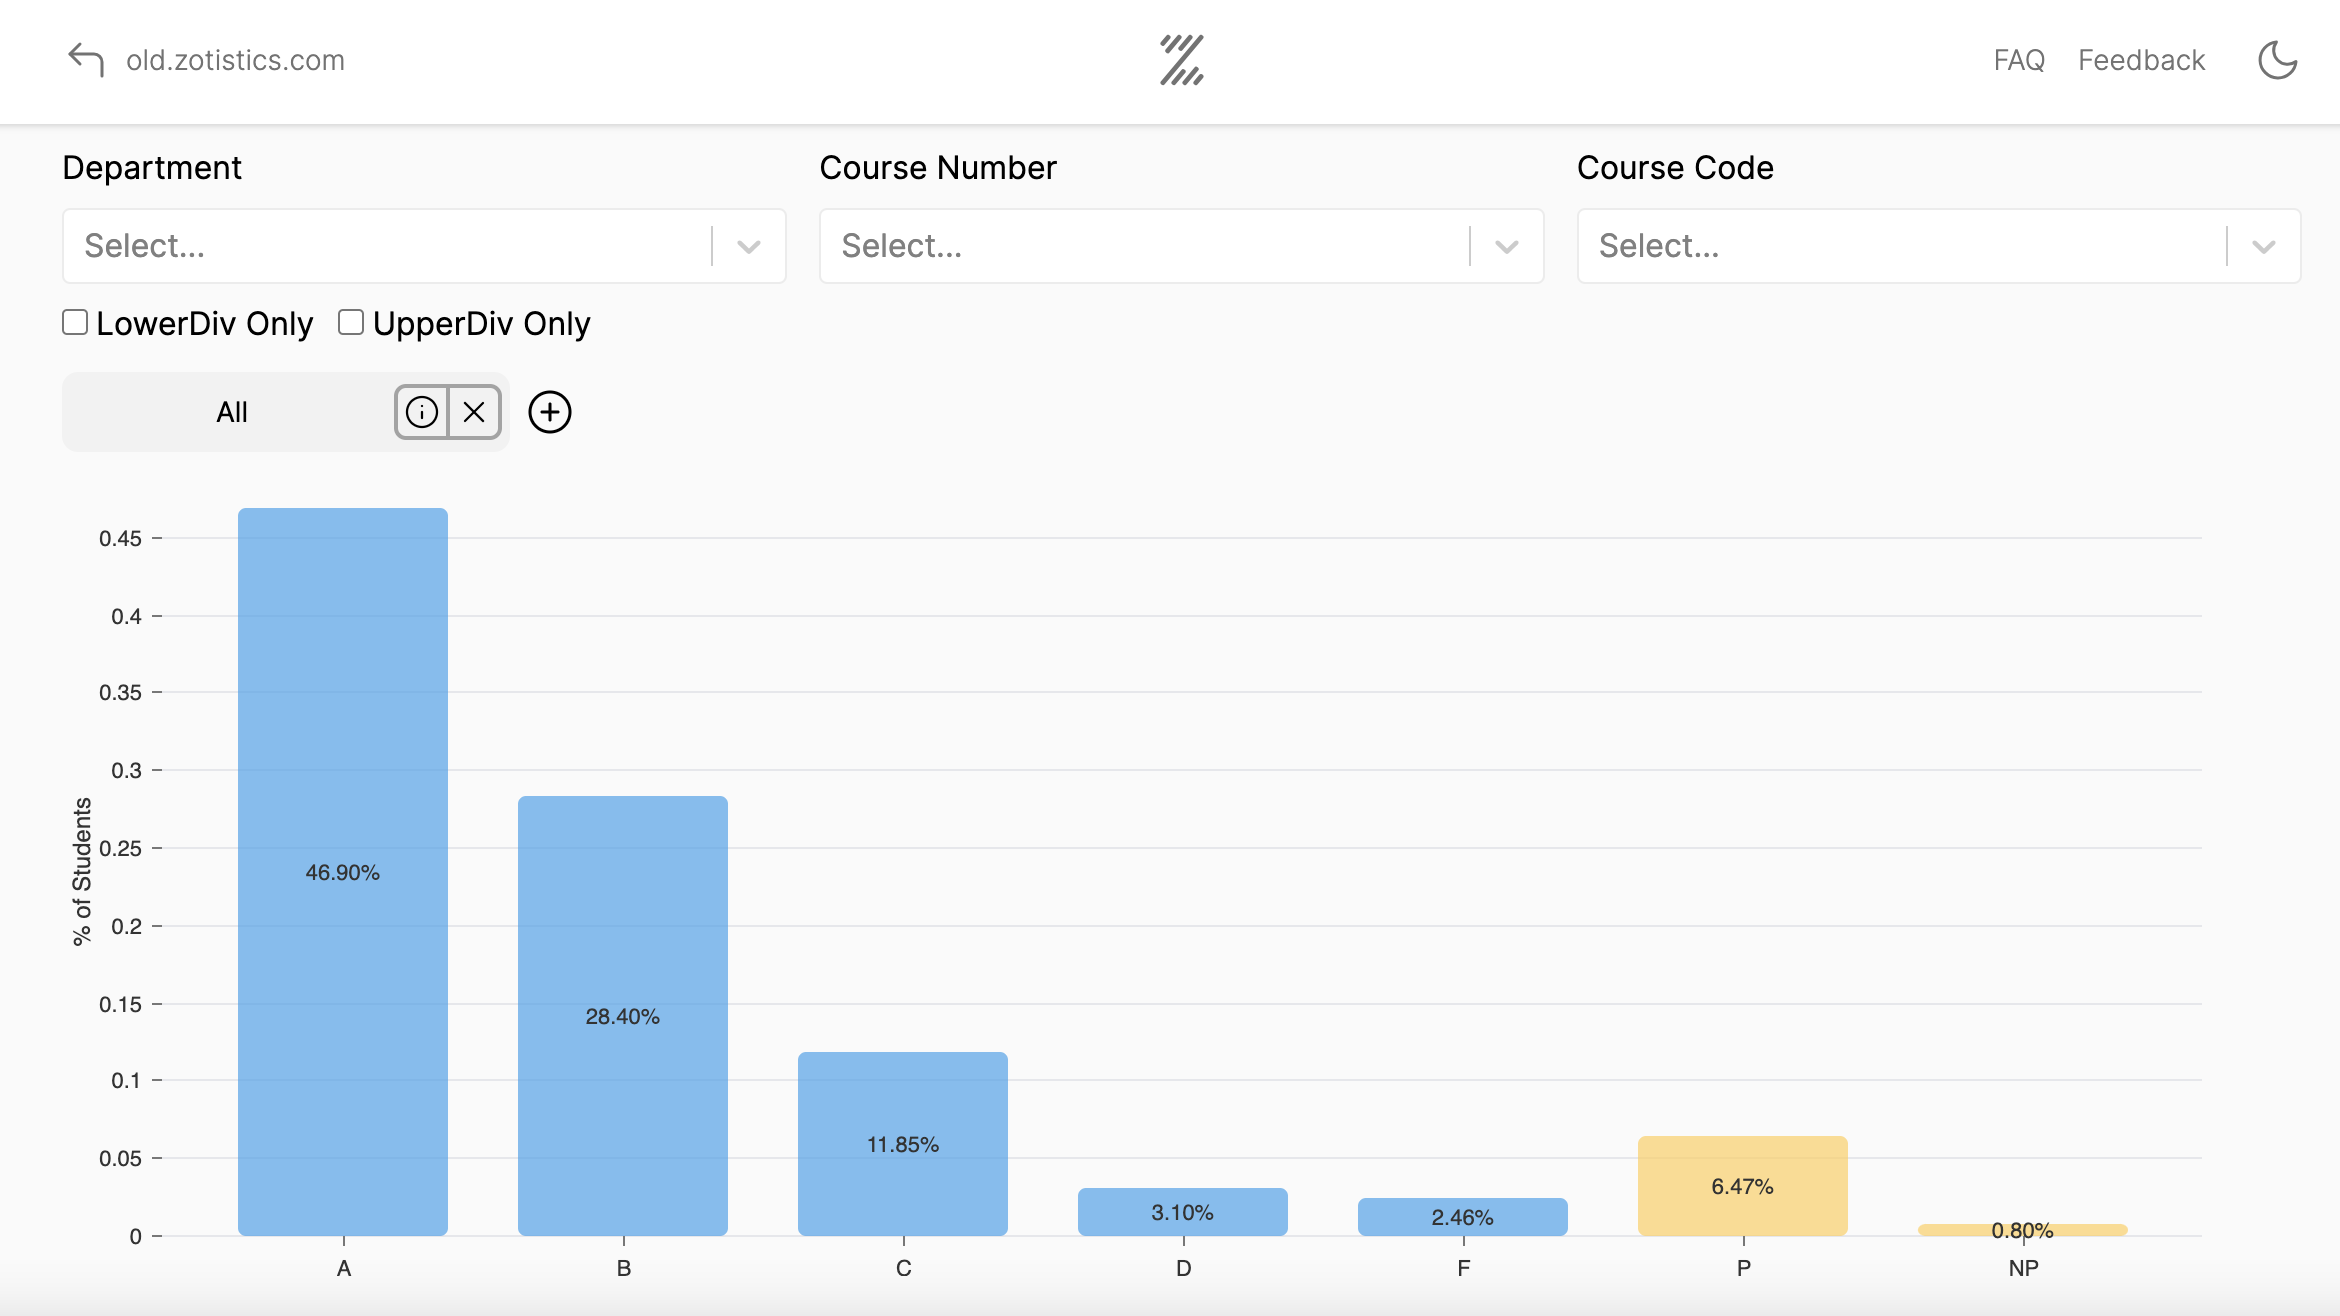 old.zotistics.com
FAQ Feedback
Department Course Number Course Code
Select... Select... Select...
LowerDiv Only UpperDiv Only
All
% of Students
0.45
0.4
0.35
0.3
0.25
0.2
0.15
0.1
0.05
0
46.90%
28.40%
11.85%
3.10%
2.46%
6.47%
0.80%
A B C D F P NP